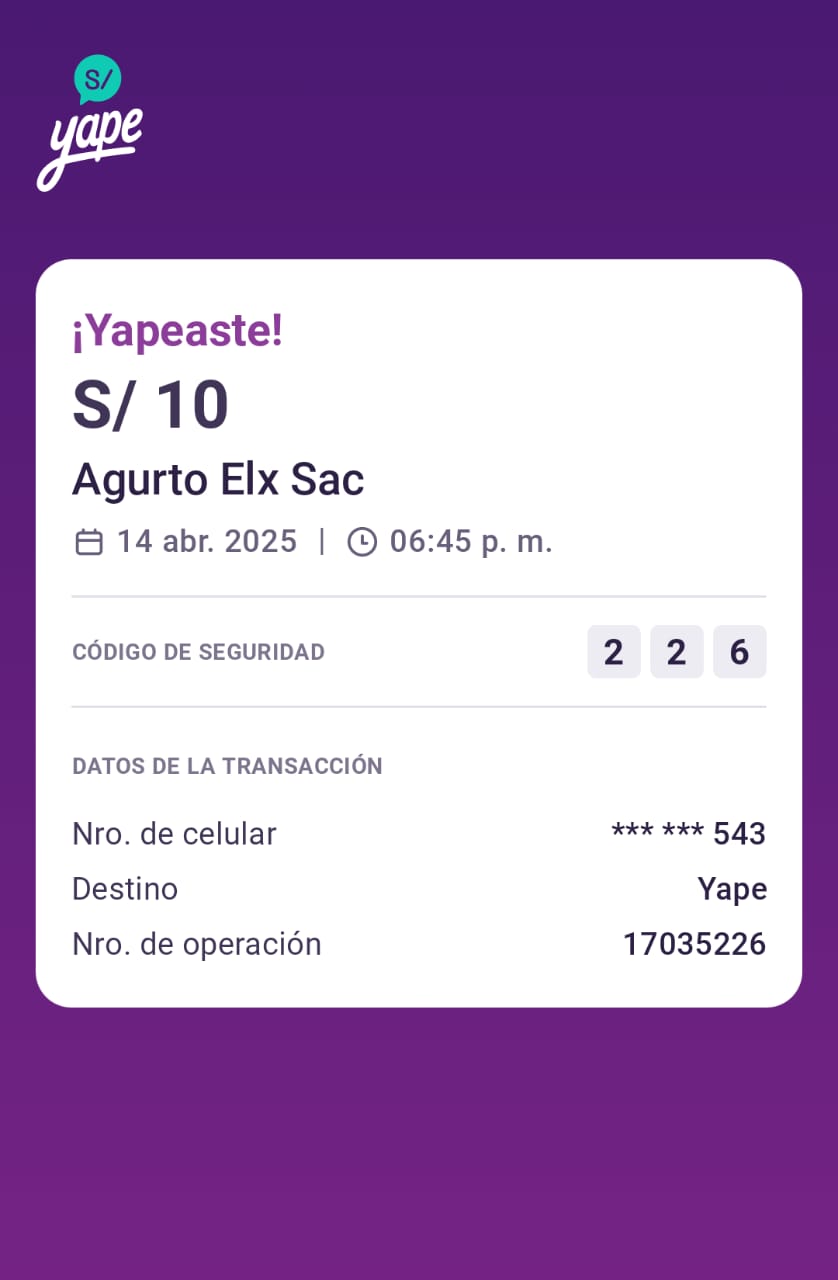 S/
yape
¡Yapeaste!
S/ 10
Agurto Elx Sac
14 abr. 2025 | 06:45 p. m.
CÓDIGO DE SEGURIDAD 2 2 6
DATOS DE LA TRANSACCIÓN
Nro. de celular *** *** 543
Destino Yape
Nro. de operación 17035226